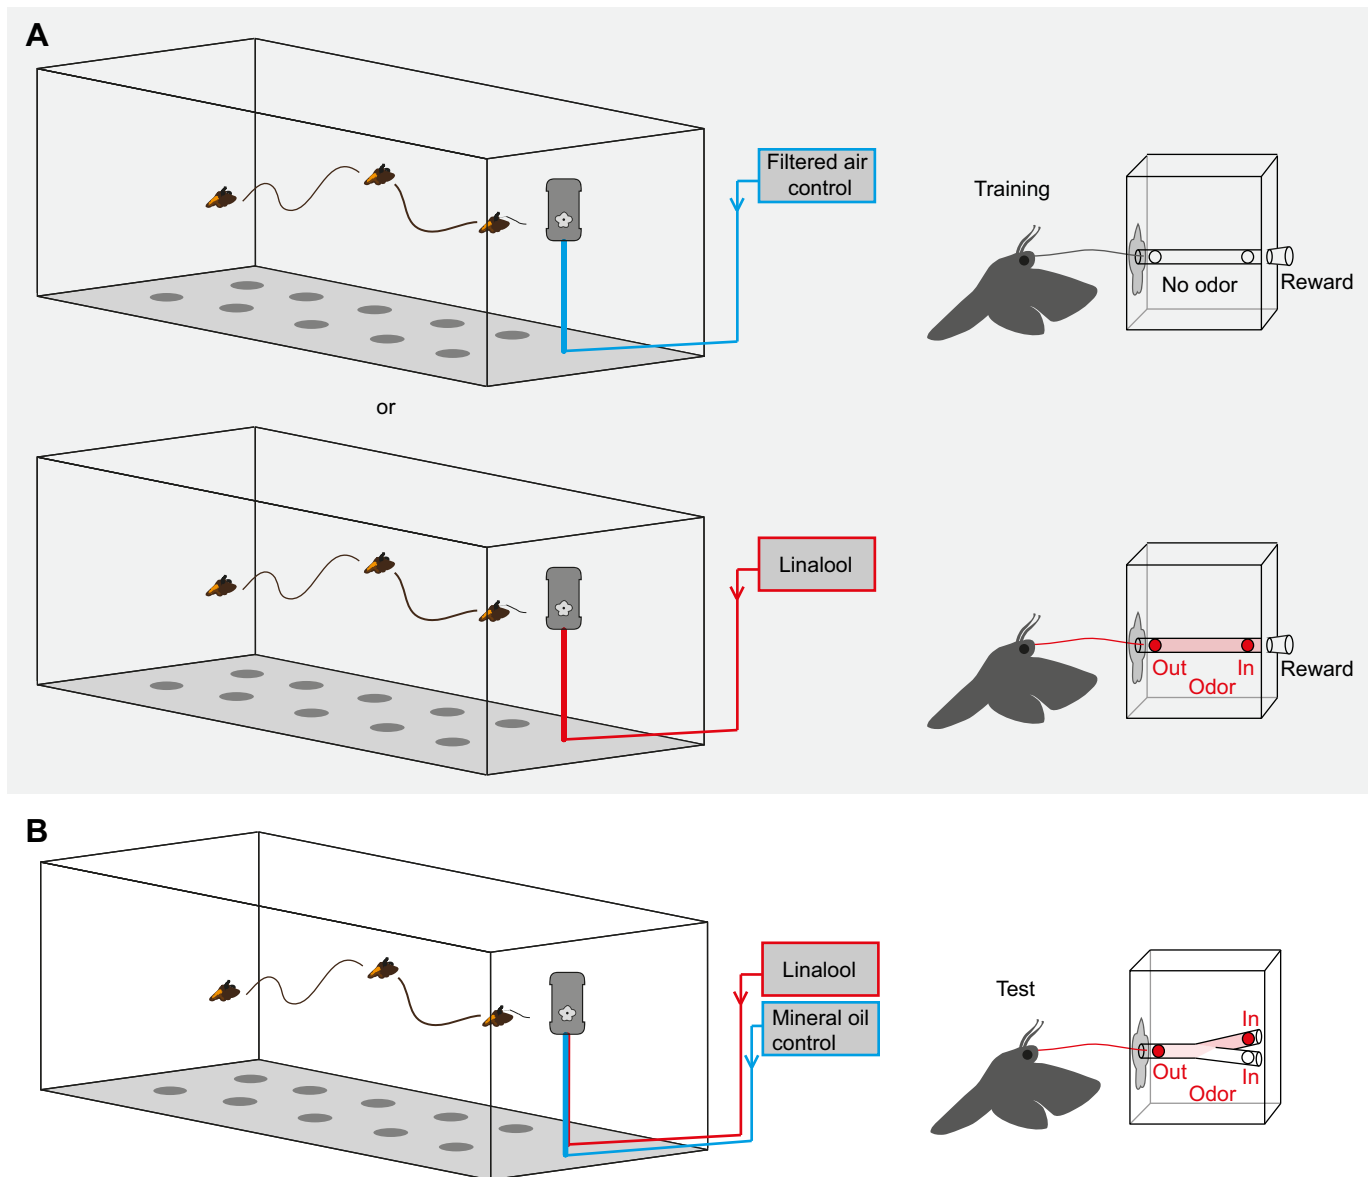 A
Filtered air
control
Training
No odor
Reward
or
Linalool
Out
In
Odor
Reward
B
Linalool
Mineral oil
control
Test
In
Out
In
Odor